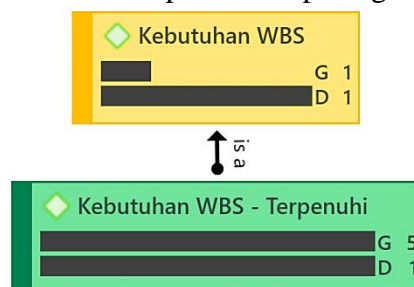 Kebutuhan WBS
G 1
D 1
is a
Kebutuhan WBS - Terpenuhi
G 5
D 1